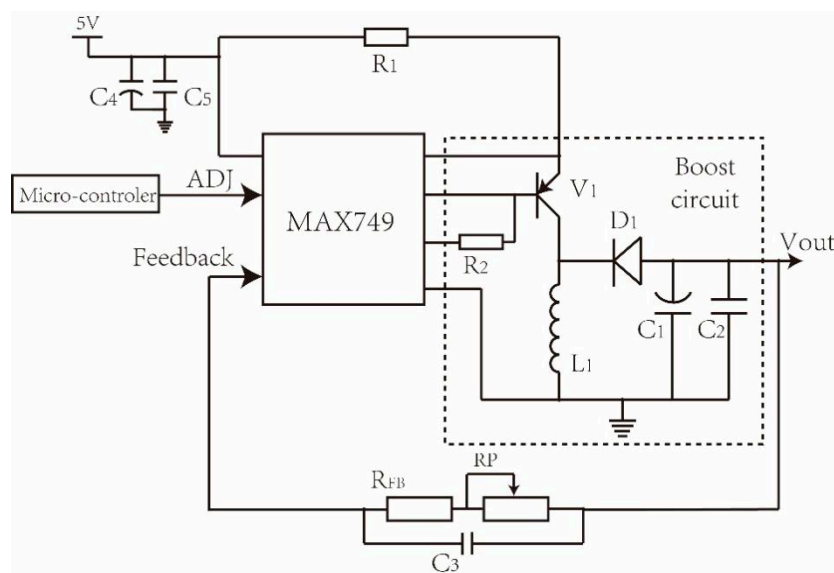 5V
R1
C4
C5
Boost
circuit
ADJ
V1
Micro-controler
MAX749
D1
Vout
Feedback
R2
C1
C2
L1
RFB
RP
C3